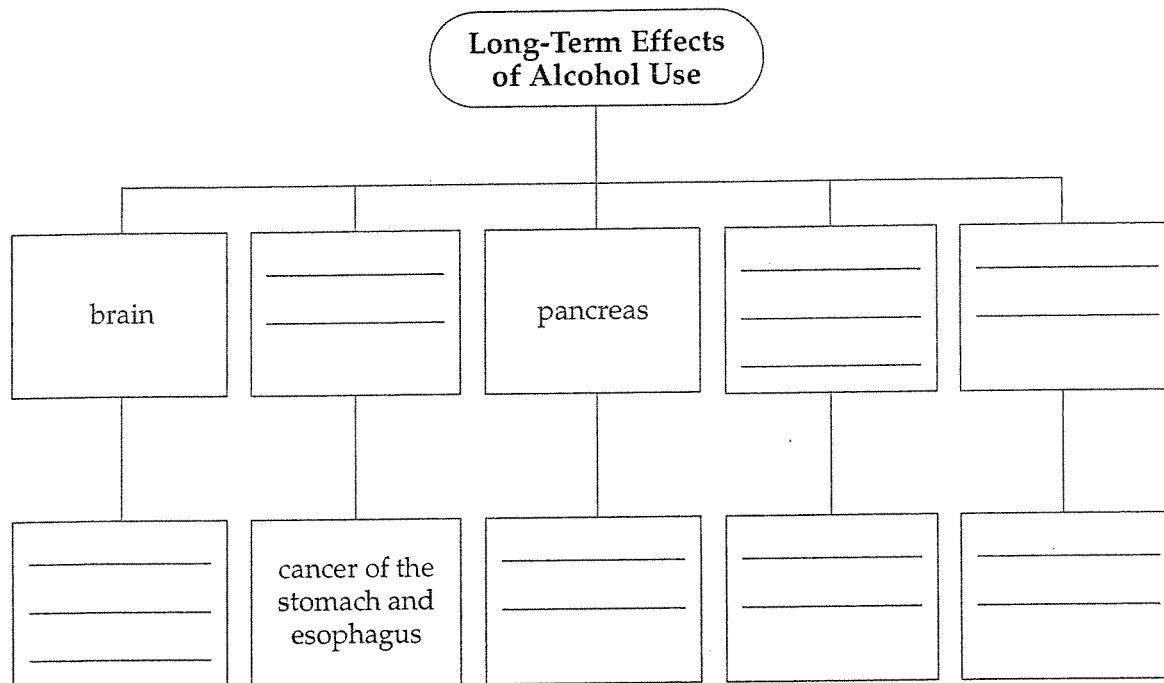 Long-Term Effects
of Alcohol Use
brain
pancreas
cancer of the
stomach and
esophagus